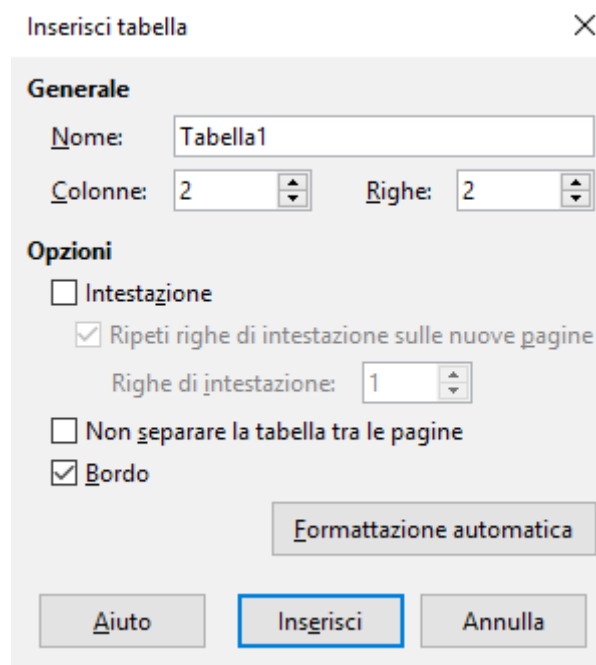 Inserisci tabella
Generale
Nome: Tabella1
Colonne: 2 Righe: 2
Opzioni
Intestazione
Ripeti righe di intestazione sulle nuove pagine
Righe di intestazione: 1
Non separare la tabella tra le pagine
Bordo
Formattazione automatica
Aiuto Inserisci Annulla